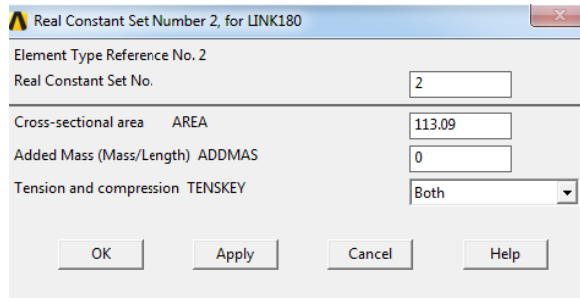 Real Constant Set Number 2, for LINK180
Element Type Reference No. 2
Real Constant Set No. 2
Cross-sectional area AREA 113.09
Added Mass (Mass/Length) ADDMAS 0
Tension and compression TENSKEY Both
OK Apply Cancel Help